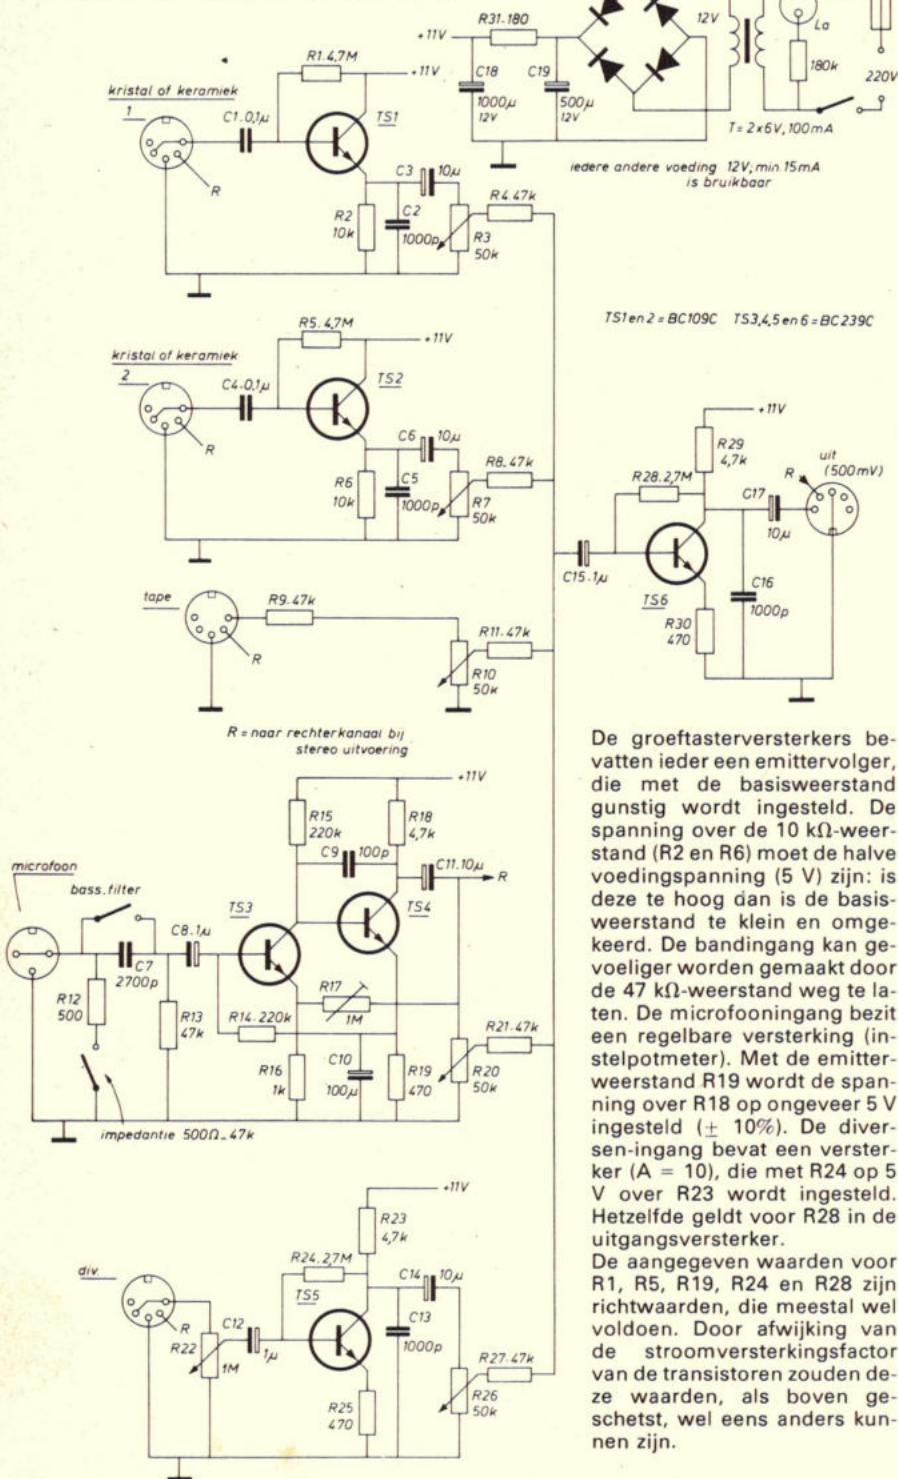 R31-180
12V
La
+11V
C18
1000µ
12V
C19
500µ
12V
180k
220V
T= 2x6V, 100mA
iedere andere voeding 12V; min. 15mA
is bruikbaar
R1.4,7M
+11V
kristal of keramiek
1
C1.0,1µ
TS1
R
C3
10µ
R4.47k
R2
10k
C2
1000p
R3
50k
TS1 en 2 = BC109C TS3,4,5 en 6 = BC239C
R5.4,7M
+11V
kristal of keramiek
2
C4.0,1µ
TS2
R
C6
10µ
R8.47k
R6
10k
C5
1000p
R7
50k
+11V
R29
4,7k
uit
(500mV)
R28.2,7M
R
C17
10µ
C15.1µ
TS6
C16
1000p
R30
470
tape
R9.47k
R
R11.47k
R10
50k
R = naar rechterkanaal bij
stereo uitvoering
+11V
R15
220k
R18
4,7k
C9
100p
C11.10µ
R
microfoon
bass.filter
TS3
TS4
C8.1µ
C7
2700p
R12
500
R13
47k
R17
1M
R14.220k
R21.47k
R16
1k
C10
100µ
R19
470
R20
50k
impedantie 500Ω-47k
+11V
R23
4,7k
div.
R24.2,7M
C14
10µ
TS5
R
C12
1µ
R22
1M
C13
1000p
R27.47k
R25
470
R26
50k
De groeftasterversterkers be-
vatten ieder een emittervolger,
die met de basisweerstand
gunstig wordt ingesteld. De
spanning over de 10 kΩ-weer-
stand (R2 en R6) moet de halve
voedingspanning (5 V) zijn: is
deze te hoog dan is de basis-
weerstand te klein en omge-
keerd. De bandingang kan ge-
voeliger worden gemaakt door
de 47 kΩ-weerstand weg te la-
ten. De microfooningang bezit
een regelbare versterking (in-
stelpotmeter). Met de emitter-
weerstand R19 wordt de span-
ning over R18 op ongeveer 5 V
ingesteld (± 10%). De diver-
sen-ingang bevat een verster-
ker (A = 10), die met R24 op 5
V over R23 wordt ingesteld.
Hetzelfde geldt voor R28 in de
uitgangsversterker.
De aangegeven waarden voor
R1, R5, R19, R24 en R28 zijn
richtwaarden, die meestal wel
voldoen. Door afwijking van
de stroomversterkingsfactor
van de transistoren zouden de-
ze waarden, als boven ge-
schetst, wel eens anders kun-
nen zijn.